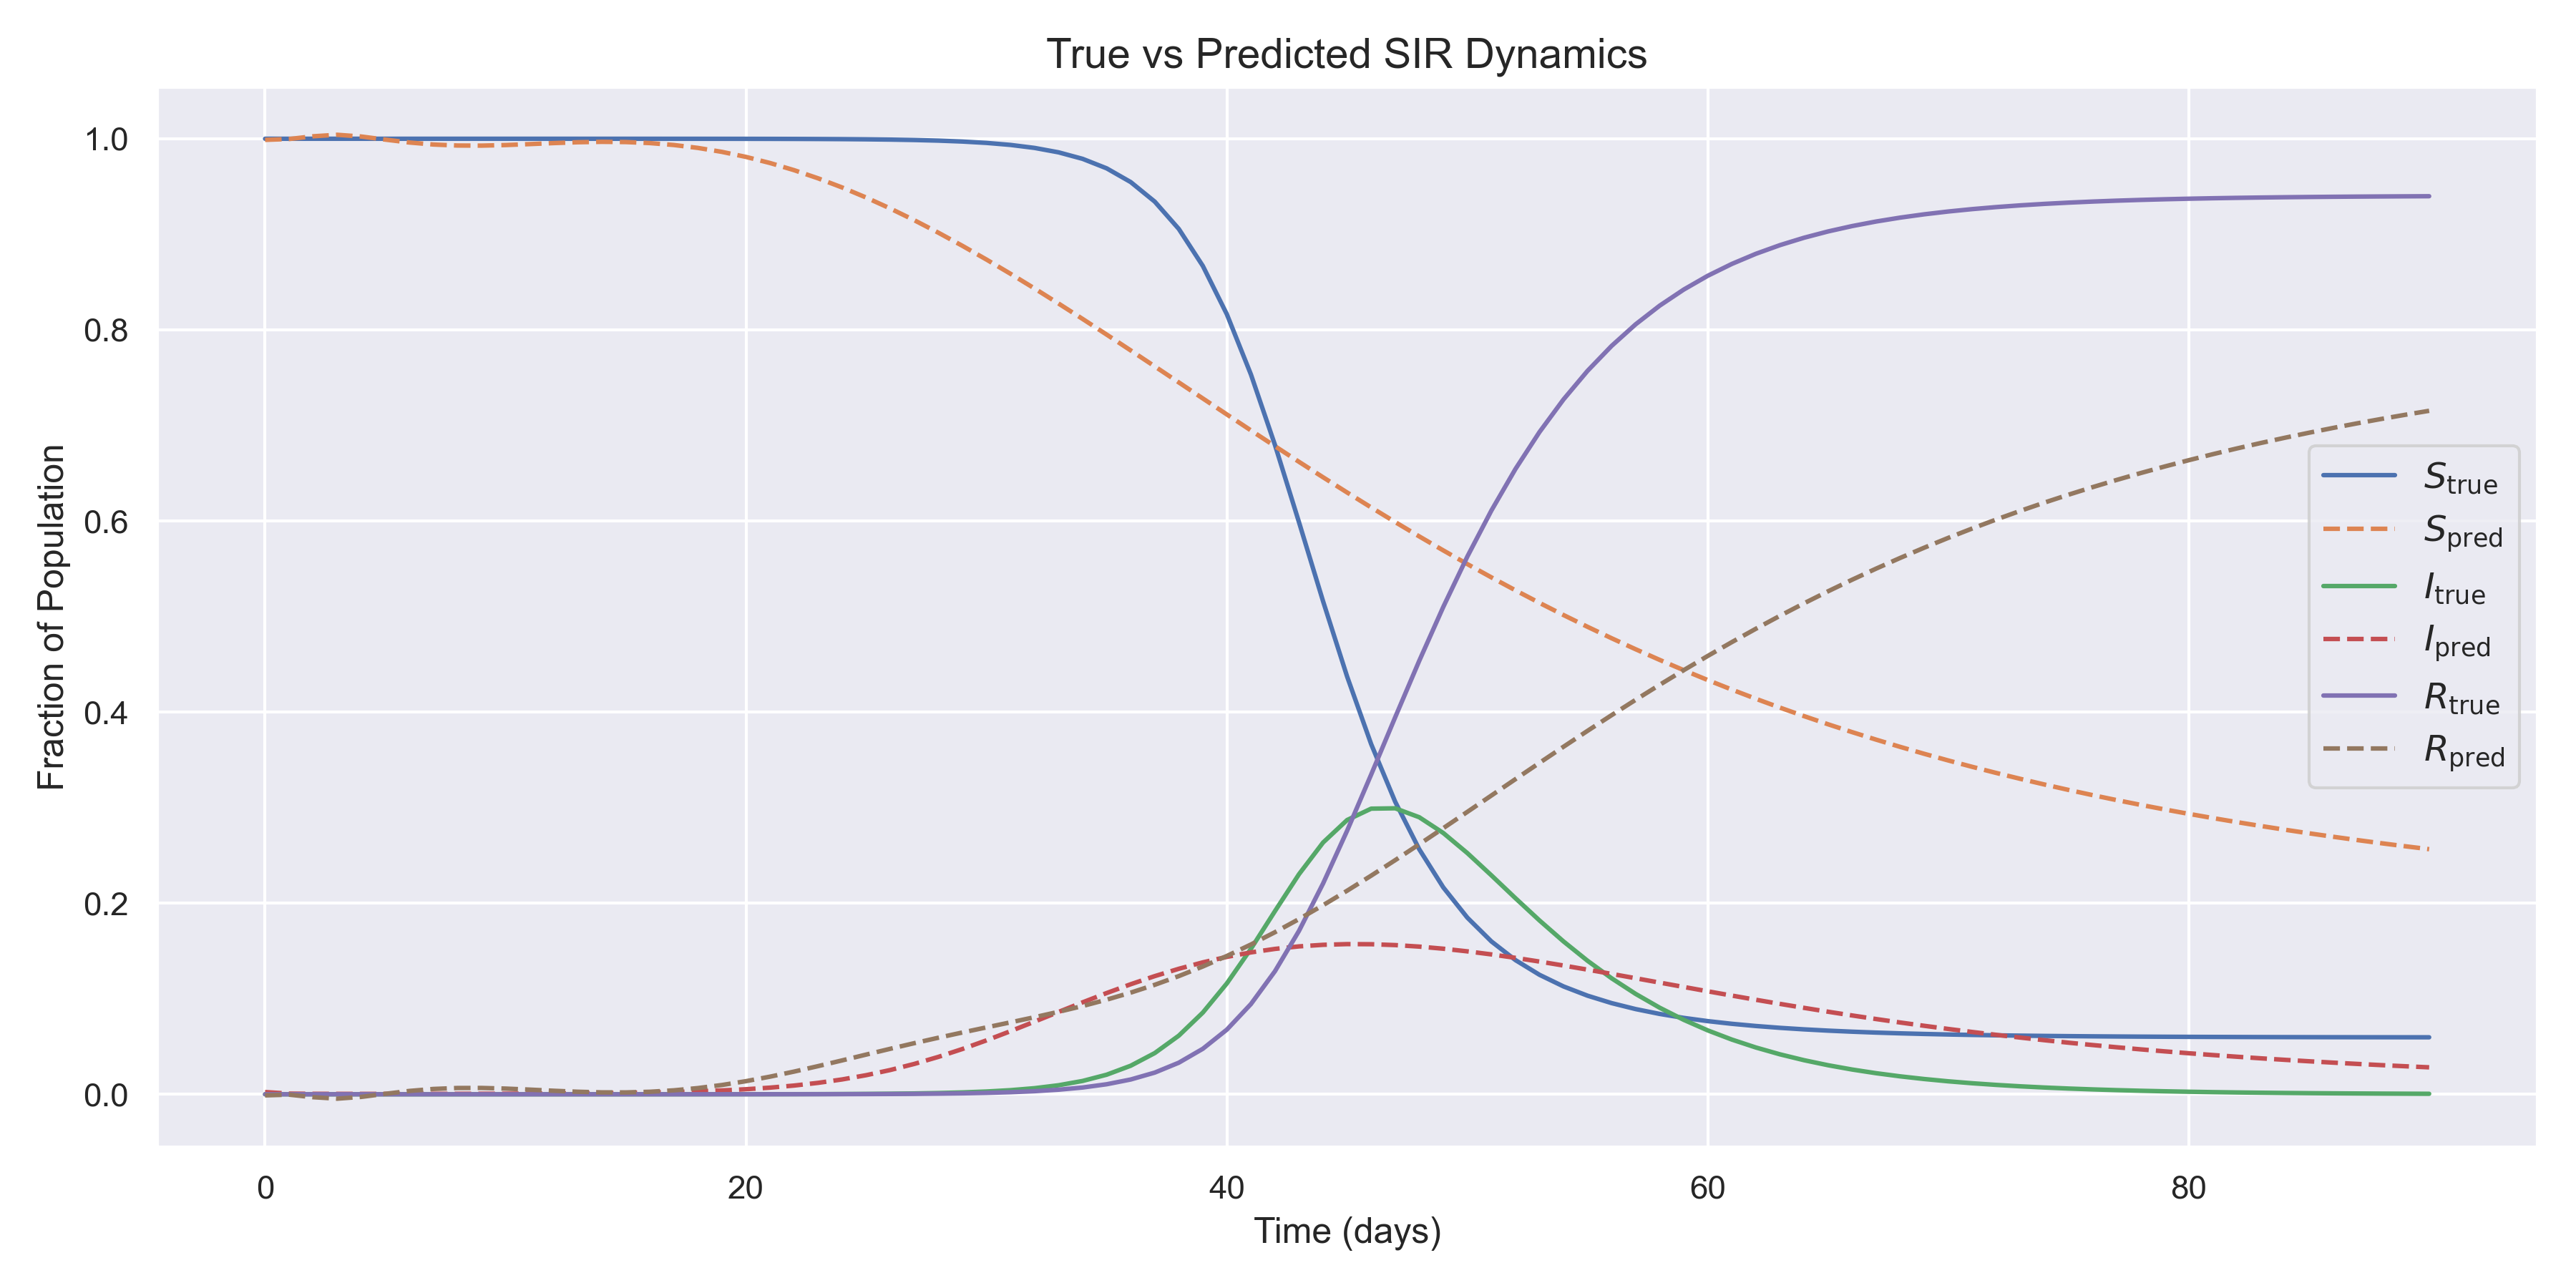 True vs Predicted SIR Dynamics
1.0
0.8
0.6
0.4
0.2
0.0
Fraction of Population
S_true
S_pred
I_true
I_pred
R_true
R_pred
0 20 40 60 80
Time (days)